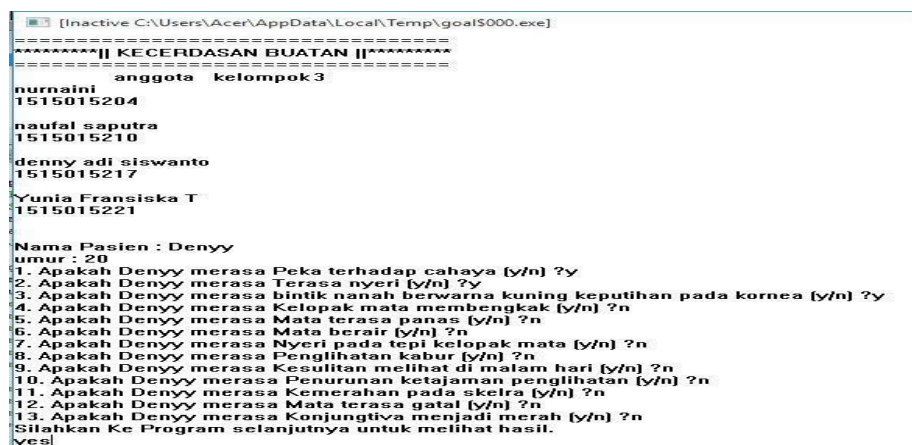 [Inactive C:\Users\Acer\AppData\Local\Temp\goal$000.exe]
====================================
*********|| KECERDASAN BUATAN ||*********
====================================
anggota kelompok 3
nurnaini
1515015204
naufal saputra
1515015210
denny adi siswanto
1515015217
Yunia Fransiska T
1515015221
Nama Pasien : Denyy
umur : 20
1. Apakah Denyy merasa Peka terhadap cahaya (y/n) ?y
2. Apakah Denyy merasa Terasa nyeri (y/n) ?y
3. Apakah Denyy merasa bintik nanah berwarna kuning keputihan pada kornea (y/n) ?y
4. Apakah Denyy merasa Kelopak mata membengkak (y/n) ?n
5. Apakah Denyy merasa Mata terasa panas (y/n) ?n
6. Apakah Denyy merasa Mata berair (y/n) ?n
7. Apakah Denyy merasa Nyeri pada tepi kelopak mata (y/n) ?n
8. Apakah Denyy merasa Penglihatan kabur (y/n) ?n
9. Apakah Denyy merasa Kesulitan melihat di malam hari (y/n) ?n
10. Apakah Denyy merasa Penurunan ketajaman penglihatan (y/n) ?n
11. Apakah Denyy merasa Kemerahan pada skelra (y/n) ?n
12. Apakah Denyy merasa Mata terasa gatal (y/n) ?n
13. Apakah Denyy merasa Konjungtiva menjadi merah (y/n) ?n
Silahkan Ke Program selanjutnya untuk melihat hasil.
yes